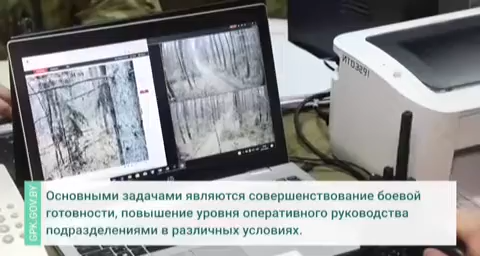 Основными задачами являются совершенствование боевой
готовности, повышение уровня оперативного руководства
подразделениями в различных условиях.
GPK.GOV.BY